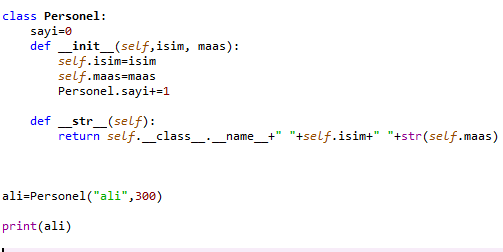 class Personel:
    sayi=0
    def __init__(self,isim, maas):
        self.isim=isim
        self.maas=maas
        Personel.sayi+=1
    def __str__(self):
        return self.__class__.__name__+" "+self.isim+" "+str(self.maas)
ali=Personel("ali",300)
print(ali)